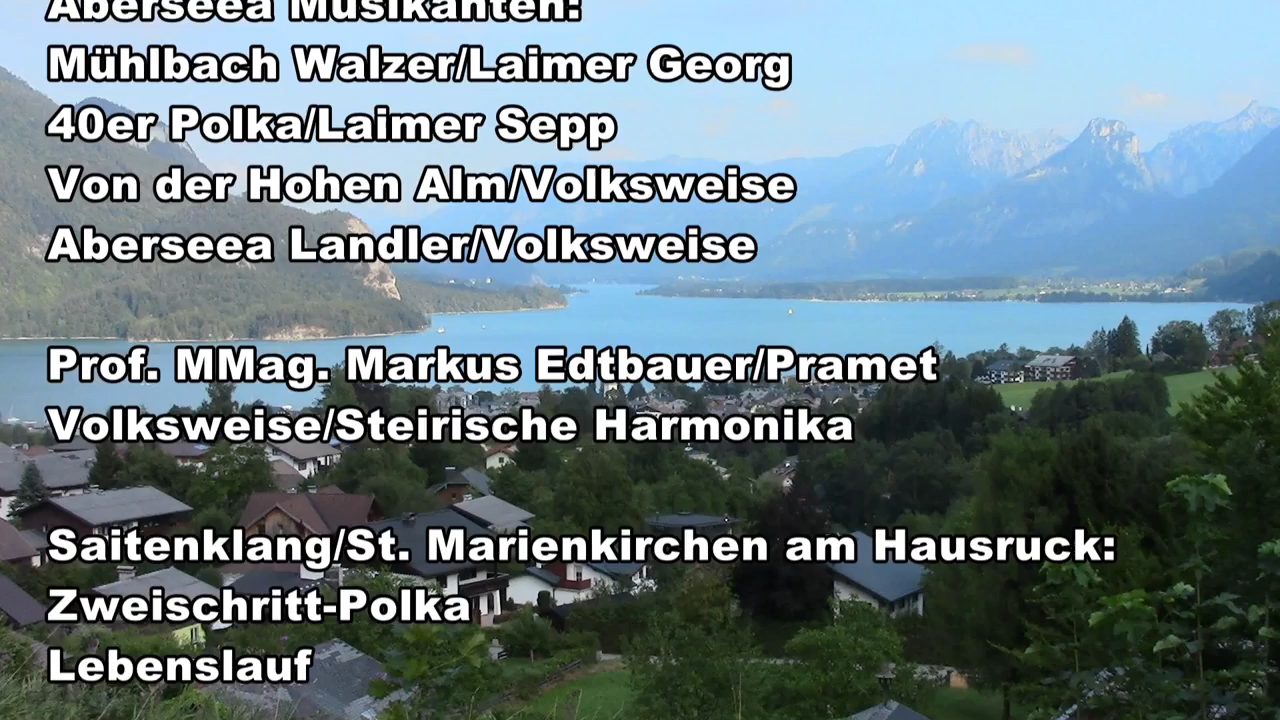 Aberseea Musikanten:
Mühlbach Walzer/Laimer Georg
40er Polka/Laimer Sepp
Von der Hohen Alm/Volksweise
Aberseea Landler/Volksweise
Prof. MMag. Markus Edtbauer/Pramet
Volksweise/Steirische Harmonika
Saitenklang/St. Marienkirchen am Hausruck:
Zweischritt-Polka
Lebenslauf